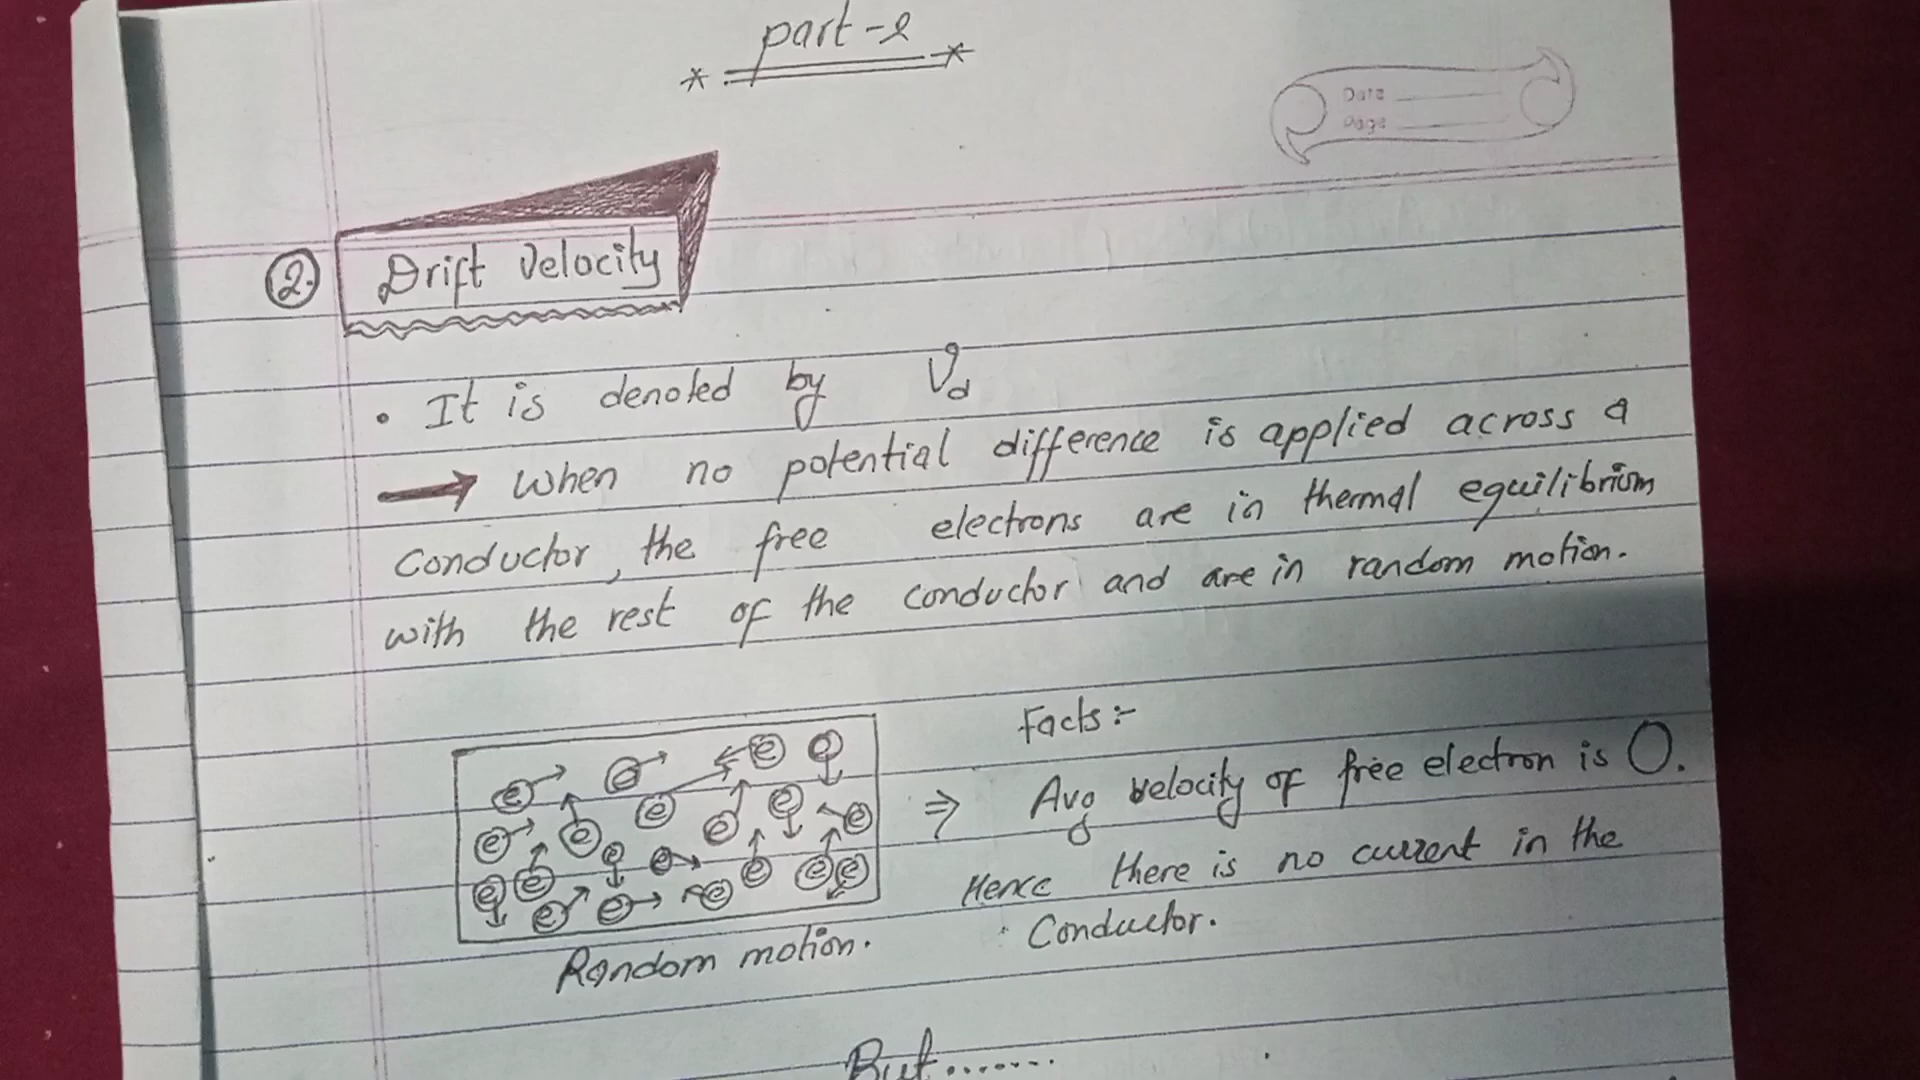 part-2
Date
Page
2. Drift Velocity
• It is denoted by Vd
→ When no potential difference is applied across a
Conductor, the free electrons are in thermal equilibrium
with the rest of the conductor and are in random motion.
Facts:-
⇒ Avg velocity of free electron is 0.
Hence there is no current in the
Conductor.
e e e e
e e e e e
e e e e e e
e e e e e e
Random motion.
But.......